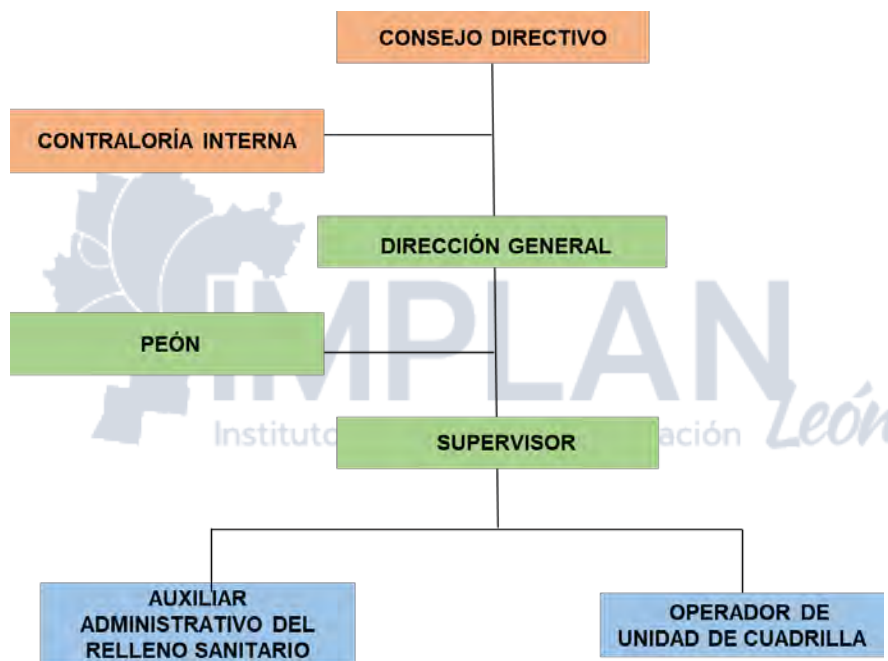 CONSEJO DIRECTIVO
CONTRALORÍA INTERNA
DIRECCIÓN GENERAL
IMPLAN
PEÓN
León
Instituto
ación
SUPERVISOR
AUXILIAR
ADMINISTRATIVO DEL
RELLENO SANITARIO
OPERADOR DE
UNIDAD DE CUADRILLA